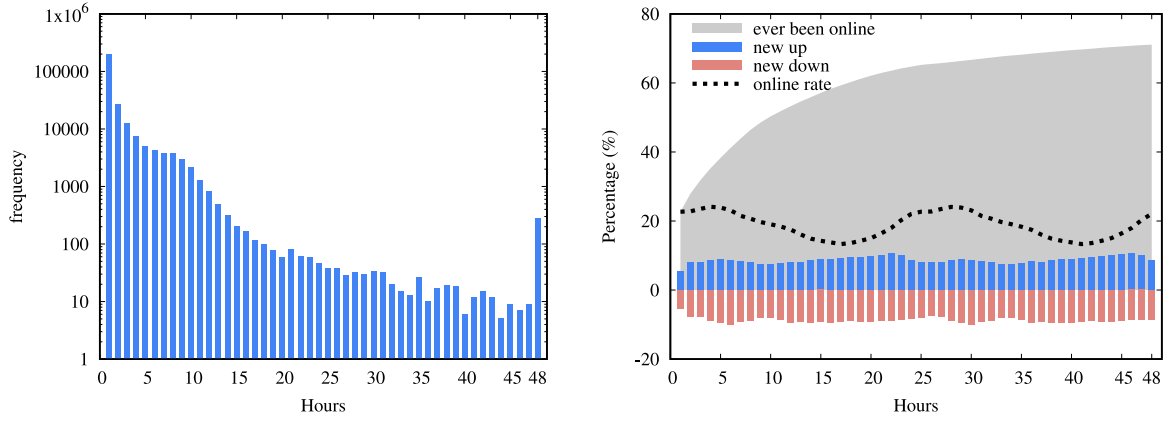 1x10⁶
100000
10000
1000
100
10
1
frequency
0 5 10 15 20 25 30 35 40 45 48
Hours
80
60
40
20
0
-20
Percentage (%)
ever been online
new up
new down
online rate
0 5 10 15 20 25 30 35 40 45 48
Hours